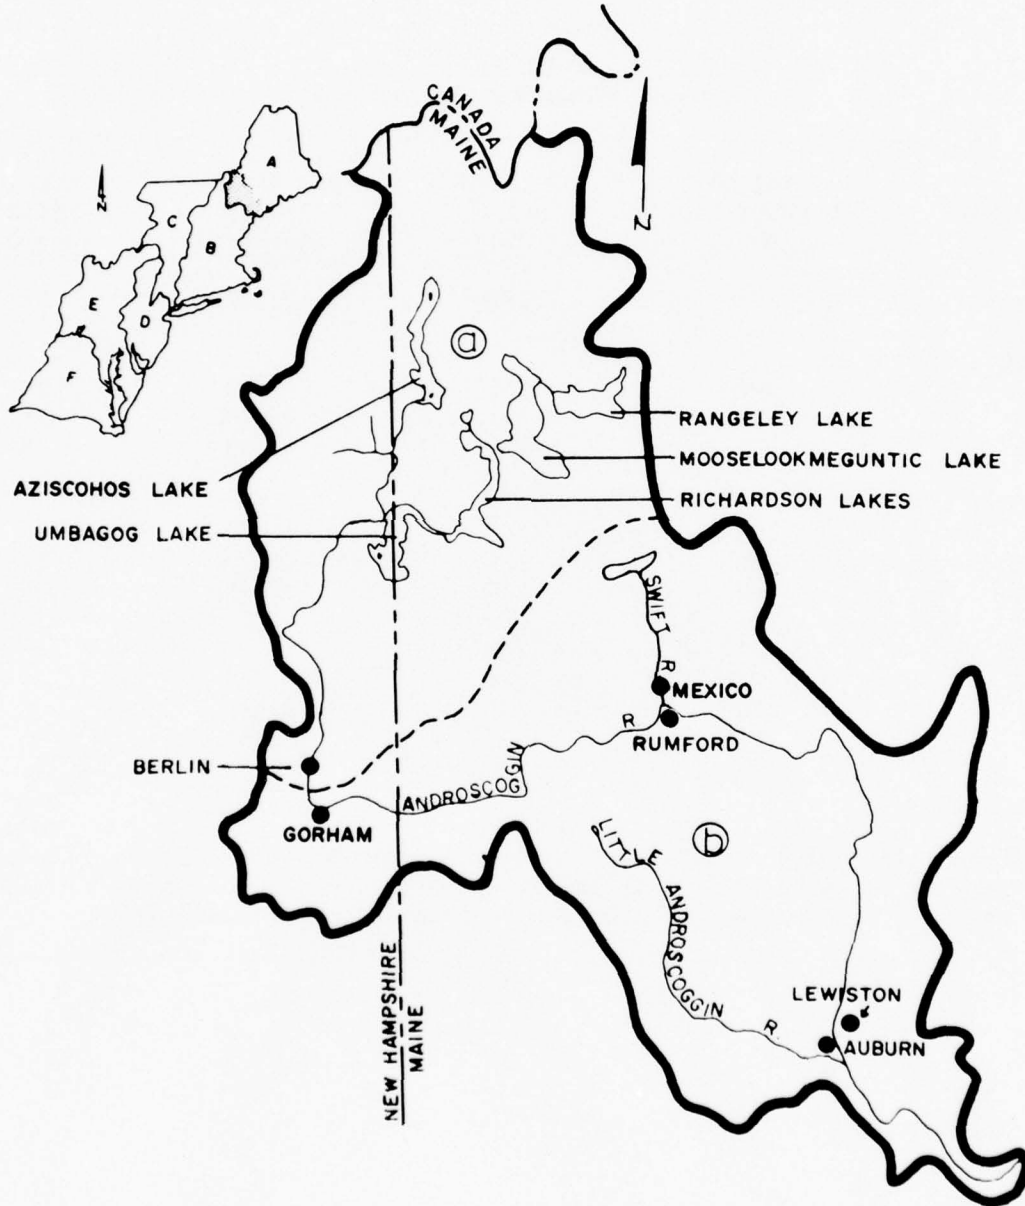 CANADA
MAINE
N
A
C
B
E
D
F
N
a
RANGELEY LAKE
MOOSELOOKMEGUNTIC LAKE
AZISCOHOS LAKE
RICHARDSON LAKES
UMBAGOG LAKE
SWIFT R
MEXICO
RUMFORD
BERLIN
ANDROSCOGGIN R
GORHAM
b
LITTLE ANDROSCOGGIN R
NEW HAMPSHIRE
MAINE
LEWISTON
AUBURN